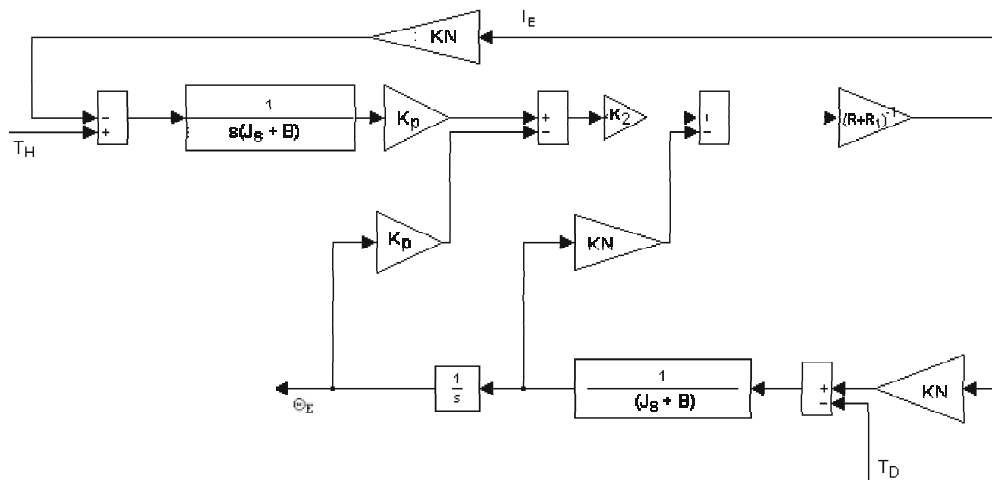 I_E
KN
- 
+
T_H
1
s(J_S + B)
K_p
+
-
K_2
-
(R+R_1)^{-1}
K_p
KN
Θ_E
1
s
1
(J_S + B)
+
-
KN
T_D